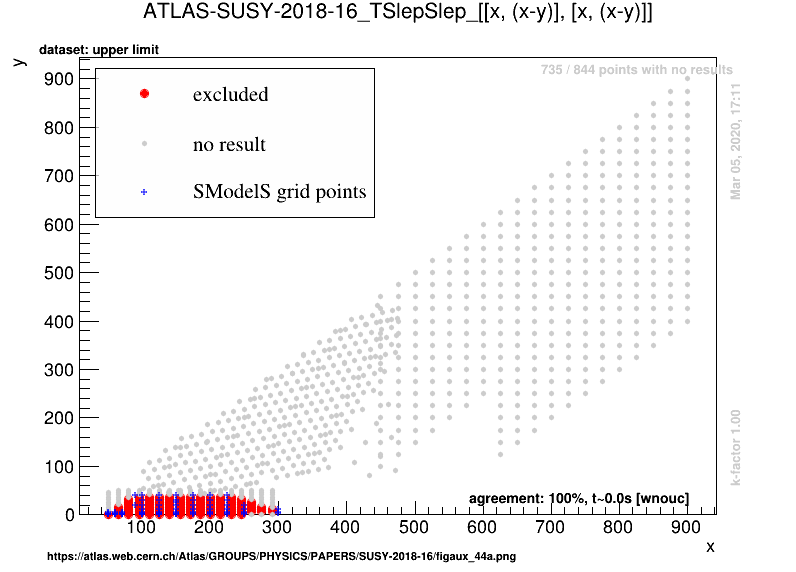 ATLAS-SUSY-2018-16_TSlepSlep_[[x, (x-y)], [x, (x-y)]]
dataset: upper limit
y
735 / 844 points with no results
excluded
no result
SModelS grid points
Mar 05, 2020, 17:11
k-factor 1.00
900
800
700
600
500
400
300
200
100
0
agreement: 100%, t~0.0s [wnouc]
100 200 300 400 500 600 700 800 900
x
https://atlas.web.cern.ch/Atlas/GROUPS/PHYSICS/PAPERS/SUSY-2018-16/figaux_44a.png